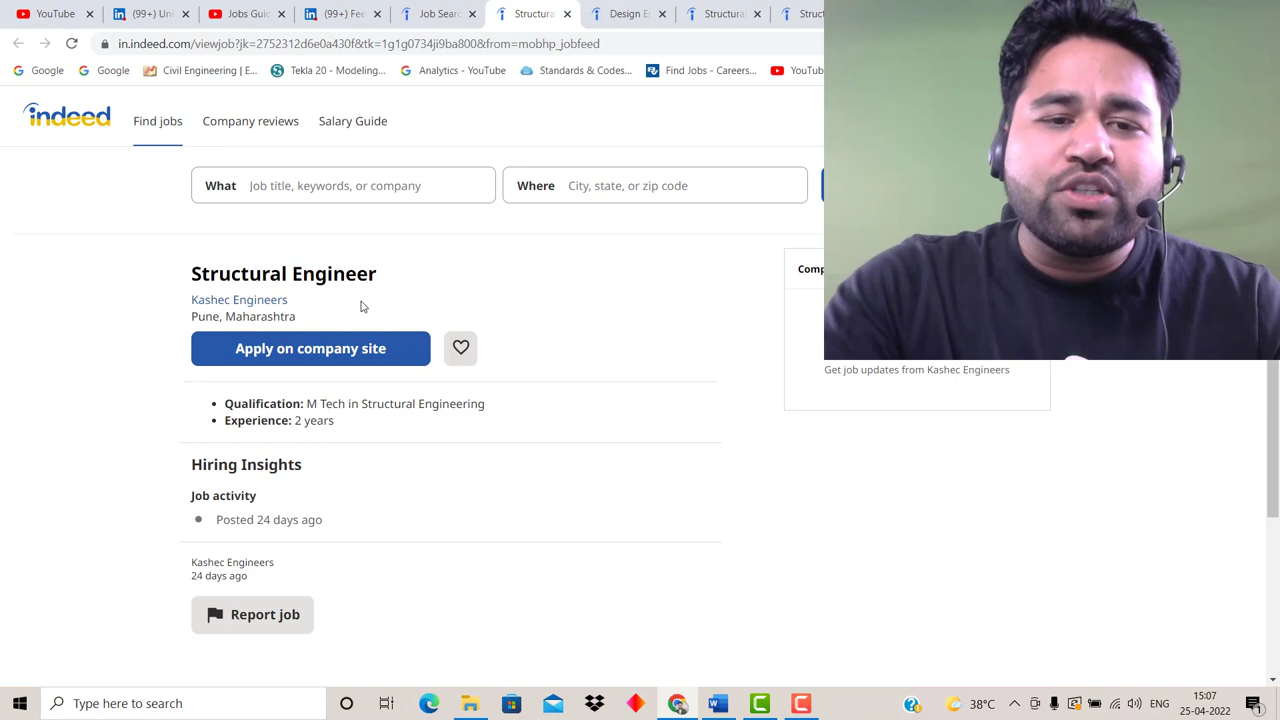 YouTube
(99+) Uni
Jobs Gui
(99+) Fee
Job Searc
Structural
Design E
Structural
Struct
in.indeed.com/viewjob?jk=2752312d6e0a430f&tk=1g1g0734ji9ba800&from=mobhp_jobfeed
Google
Google
Civil Engineering | E...
Tekla 20 - Modeling...
Analytics - YouTube
Standards & Codes...
Find Jobs - Careers...
YouTub
indeed
Find jobs
Company reviews
Salary Guide
What Job title, keywords, or company
Where City, state, or zip code
Structural Engineer
Kashec Engineers
Pune, Maharashtra
Comp
Apply on company site
Get job updates from Kashec Engineers
Qualification: M Tech in Structural Engineering
Experience: 2 years
Hiring Insights
Job activity
Posted 24 days ago
Kashec Engineers
24 days ago
Report job
Type here to search
38°C
15:07
25-04-2022